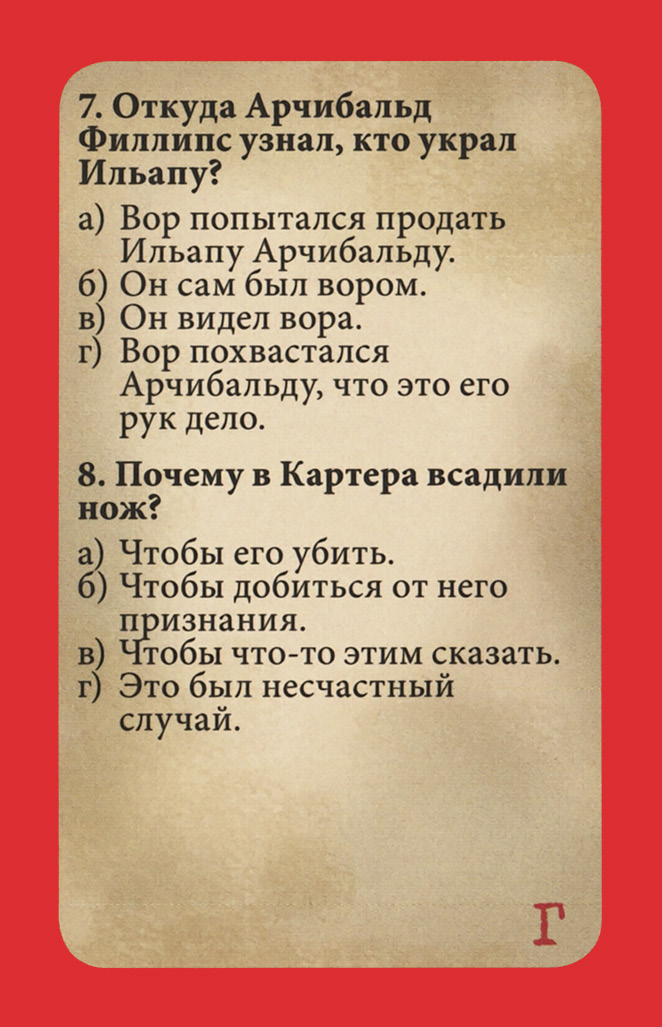 7. Откуда Арчибальд
Филлипс узнал, кто украл
Ильапу?
а) Вор попытался продать
Ильапу Арчибальду.
б) Он сам был вором.
в) Он видел вора.
г) Вор похвастался
Арчибальду, что это его
рук дело.
8. Почему в Картера всадили
нож?
а) Чтобы его убить.
б) Чтобы добиться от него
признания.
в) Чтобы что-то этим сказать.
г) Это был несчастный
случай.
Г